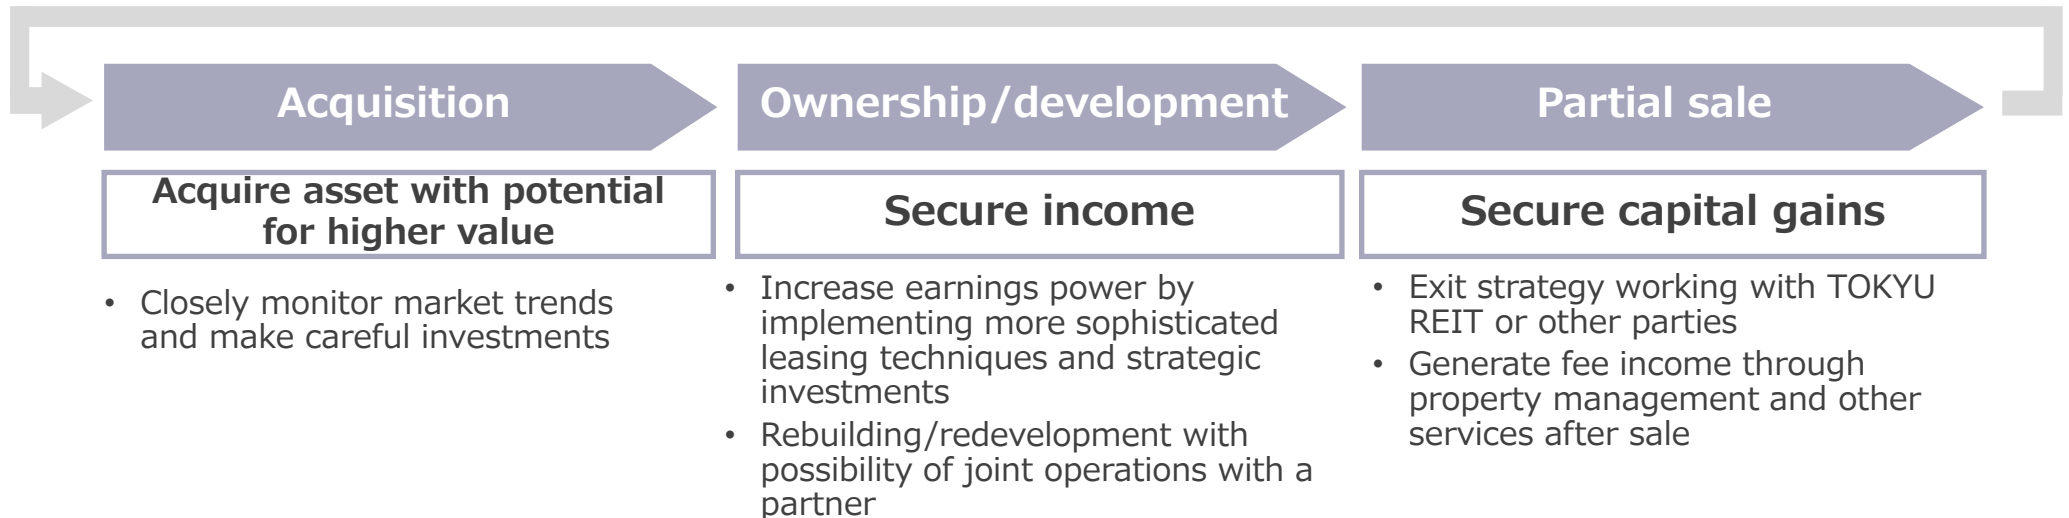 Acquisition
Ownership/development
Partial sale
Acquire asset with potential
for higher value
Secure income
Secure capital gains
• Closely monitor market trends
and make careful investments
• Increase earnings power by
implementing more sophisticated
leasing techniques and strategic
investments
• Rebuilding/redevelopment with
possibility of joint operations with a
partner
• Exit strategy working with TOKYU
REIT or other parties
• Generate fee income through
property management and other
services after sale